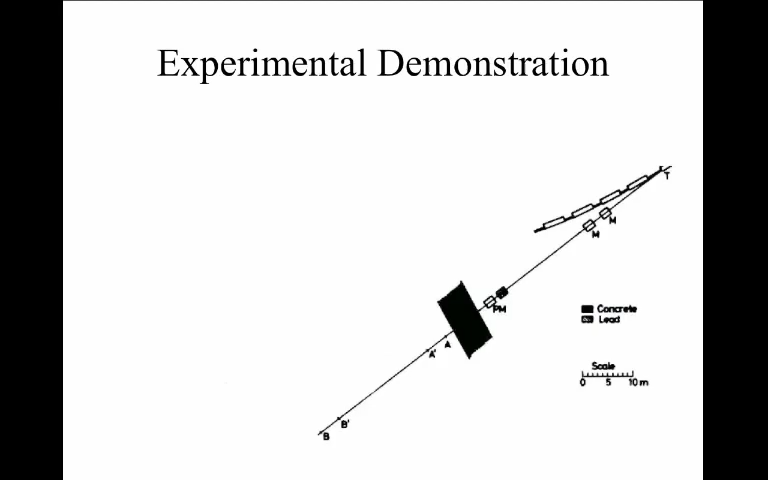 Experimental Demonstration
T
M
M
PM
Concrete
Lead
A
A'
Scale
0 5 10 m
B'
B